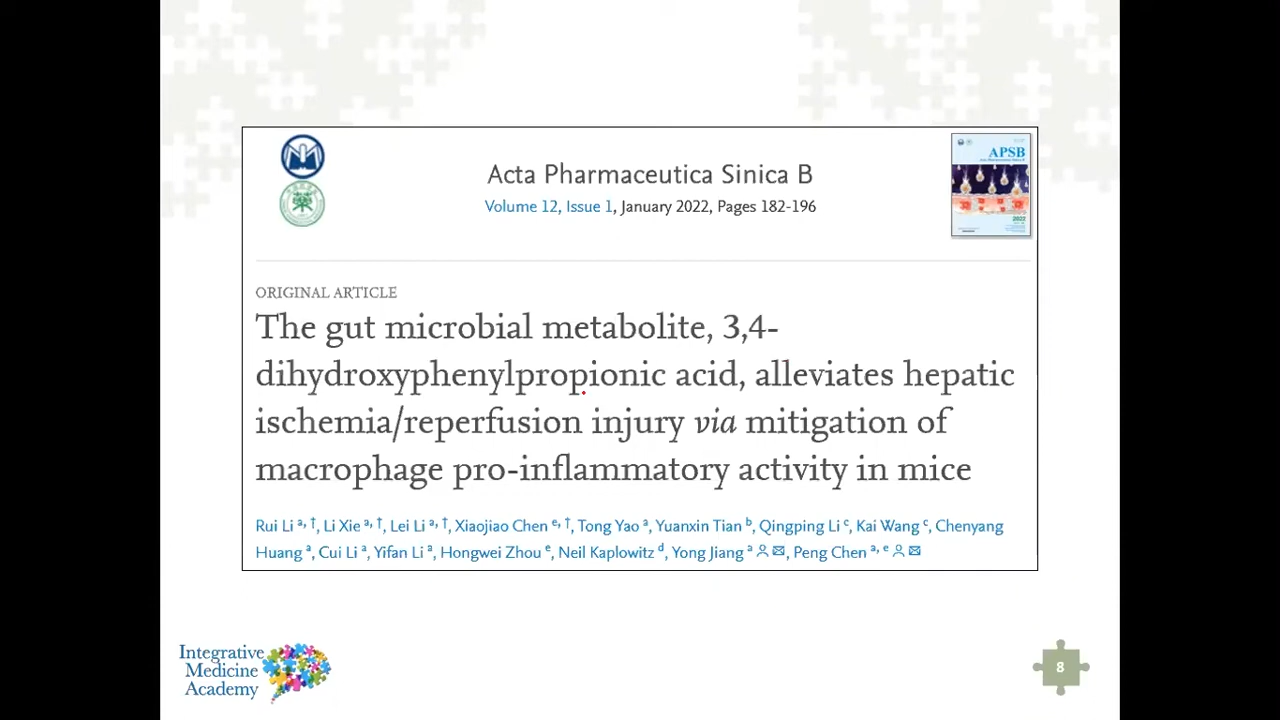 Acta Pharmaceutica Sinica B
Volume 12, Issue 1, January 2022, Pages 182-196
APSB
2022
ORIGINAL ARTICLE
The gut microbial metabolite, 3,4-
dihydroxyphenylpropionic acid, alleviates hepatic
ischemia/reperfusion injury via mitigation of
macrophage pro-inflammatory activity in mice
Rui Li a, †, Li Xie a, †, Lei Li a, †, Xiaojiao Chen e, †, Tong Yao a, Yuanxin Tian b, Qingping Li c, Kai Wang c, Chenyang
Huang a, Cui Li a, Yifan Li a, Hongwei Zhou e, Neil Kaplowitz d, Yong Jiang a, Peng Chen a, e
Integrative
Medicine
Academy
8